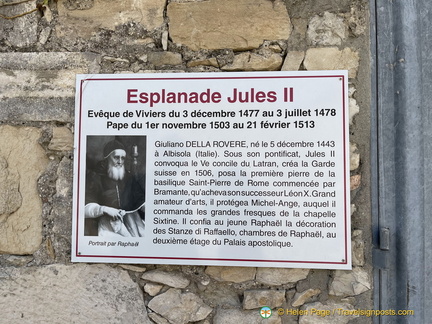 Esplanade Jules II
Evêque de Viviers du 3 décembre 1477 au 3 juillet 1478
Pape du 1er novembre 1503 au 21 février 1513
Giuliano DELLA ROVERE, né le 5 décembre 1443
à Albisola (Italie). Sous son pontificat, Jules II
convoqua le Ve concile du Latran, créa la Garde
suisse en 1506, posa la première pierre de la
basilique Saint-Pierre de Rome commencée par
Bramante, qu'acheva son successeur Léon X. Grand
amateur d'arts, il protégea Michel-Ange, auquel il
commanda les grandes fresques de la chapelle
Sixtine. Il confia au jeune Raphaël la décoration
des Stanze di Raffaello, chambres de Raphaël, au
deuxième étage du Palais apostolique.
Portrait par Raphaël
© Helen Page / TravelSignposts.com